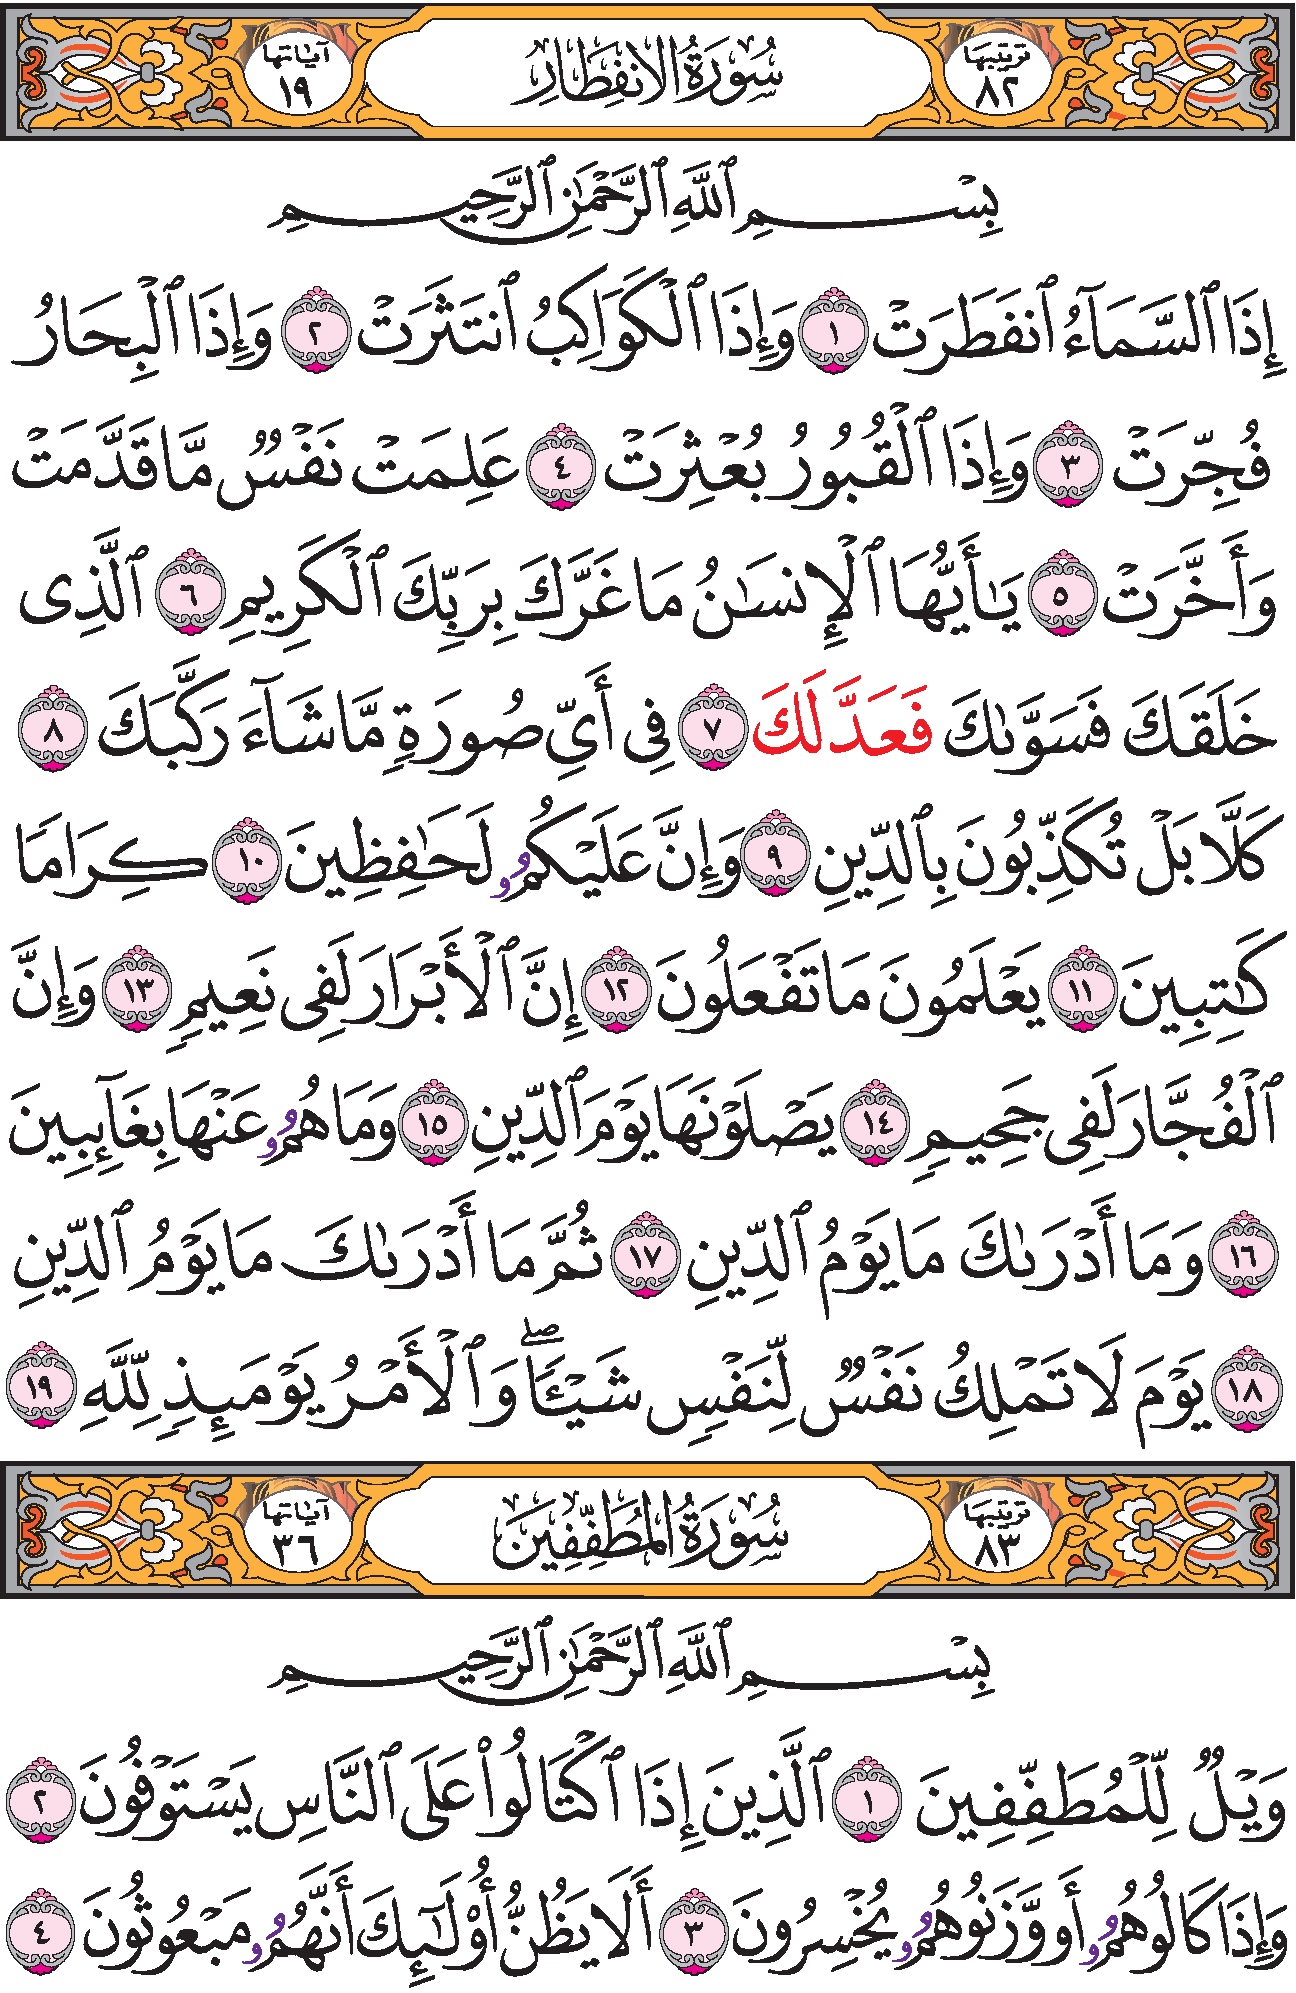 ترتيبها ٨٢ سُورَةُ الانفِطَار آياتها ١٩
بِسْمِ ٱللَّهِ ٱلرَّحْمَٰنِ ٱلرَّحِيمِ
إِذَا ٱلسَّمَآءُ ٱنفَطَرَتْ ١ وَإِذَا ٱلْكَوَاكِبُ ٱنتَثَرَتْ ٢ وَإِذَا ٱلْبِحَارُ
فُجِّرَتْ ٣ وَإِذَا ٱلْقُبُورُ بُعْثِرَتْ ٤ عَلِمَتْ نَفْسٌ مَّا قَدَّمَتْ
وَأَخَّرَتْ ٥ يَٰأَيُّهَا ٱلْإِنسَٰنُ مَا غَرَّكَ بِرَبِّكَ ٱلْكَرِيمِ ٦ ٱلَّذِى
خَلَقَكَ فَسَوَّىٰكَ فَعَدَّلَكَ ٧ فِى أَىِّ صُورَةٍ مَّا شَآءَ رَكَّبَكَ ٨
كَلَّا بَلْ تُكَذِّبُونَ بِٱلدِّينِ ٩ وَإِنَّ عَلَيْكُمُۥ لَحَٰفِظِينَ ١٠ كِرَامًا
كَٰتِبِينَ ١١ يَعْلَمُونَ مَا تَفْعَلُونَ ١٢ إِنَّ ٱلْأَبْرَارَ لَفِى نَعِيمٍ ١٣ وَإِنَّ
ٱلْفُجَّارَ لَفِى جَحِيمٍ ١٤ يَصْلَوْنَهَا يَوْمَ ٱلدِّينِ ١٥ وَمَا هُمُۥ عَنْهَا بِغَآئِبِينَ
١٦ وَمَا أَدْرَىٰكَ مَا يَوْمُ ٱلدِّينِ ١٧ ثُمَّ مَا أَدْرَىٰكَ مَا يَوْمُ ٱلدِّينِ
١٨ يَوْمَ لَا تَمْلِكُ نَفْسٌ لِّنَفْسٍ شَيْـًٔا ۖ وَٱلْأَمْرُ يَوْمَئِذٍ لِلَّهِ ١٩
ترتيبها ٨٣ سُورَةُ المُطَفِّفِينَ آياتها ٣٦
بِسْمِ ٱللَّهِ ٱلرَّحْمَٰنِ ٱلرَّحِيمِ
وَيْلٌ لِّلْمُطَفِّفِينَ ١ ٱلَّذِينَ إِذَا ٱكْتَالُوا۟ عَلَى ٱلنَّاسِ يَسْتَوْفُونَ ٢
وَإِذَا كَالُوهُمُۥ أَو وَّزَنُوهُمُۥ يُخْسِرُونَ ٣ أَلَا يَظُنُّ أُو۟لَٰٓئِكَ أَنَّهُمُۥ مَبْعُوثُونَ ٤